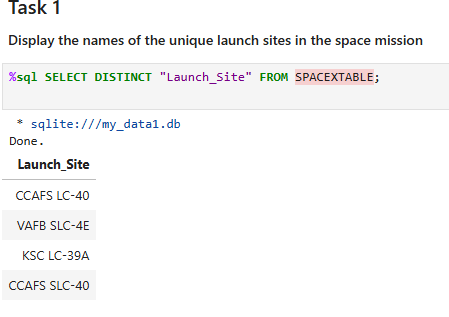 Task 1
Display the names of the unique launch sites in the space mission
%sql SELECT DISTINCT "Launch_Site" FROM SPACEXTABLE;
* sqlite:///my_data1.db
Done.
Launch_Site
CCAFS LC-40
VAFB SLC-4E
KSC LC-39A
CCAFS SLC-40